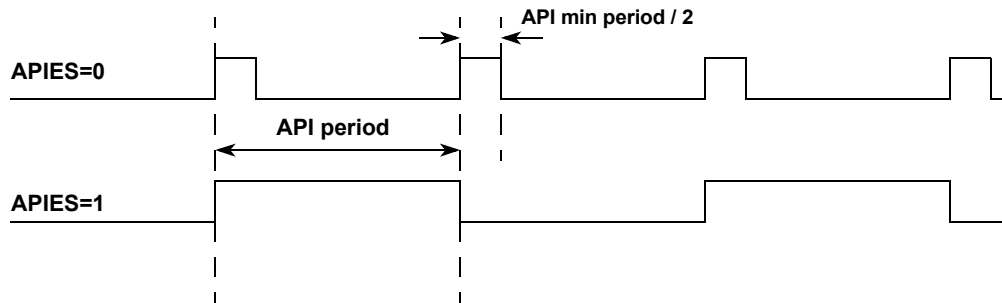 API min period / 2
APIES=0
API period
APIES=1